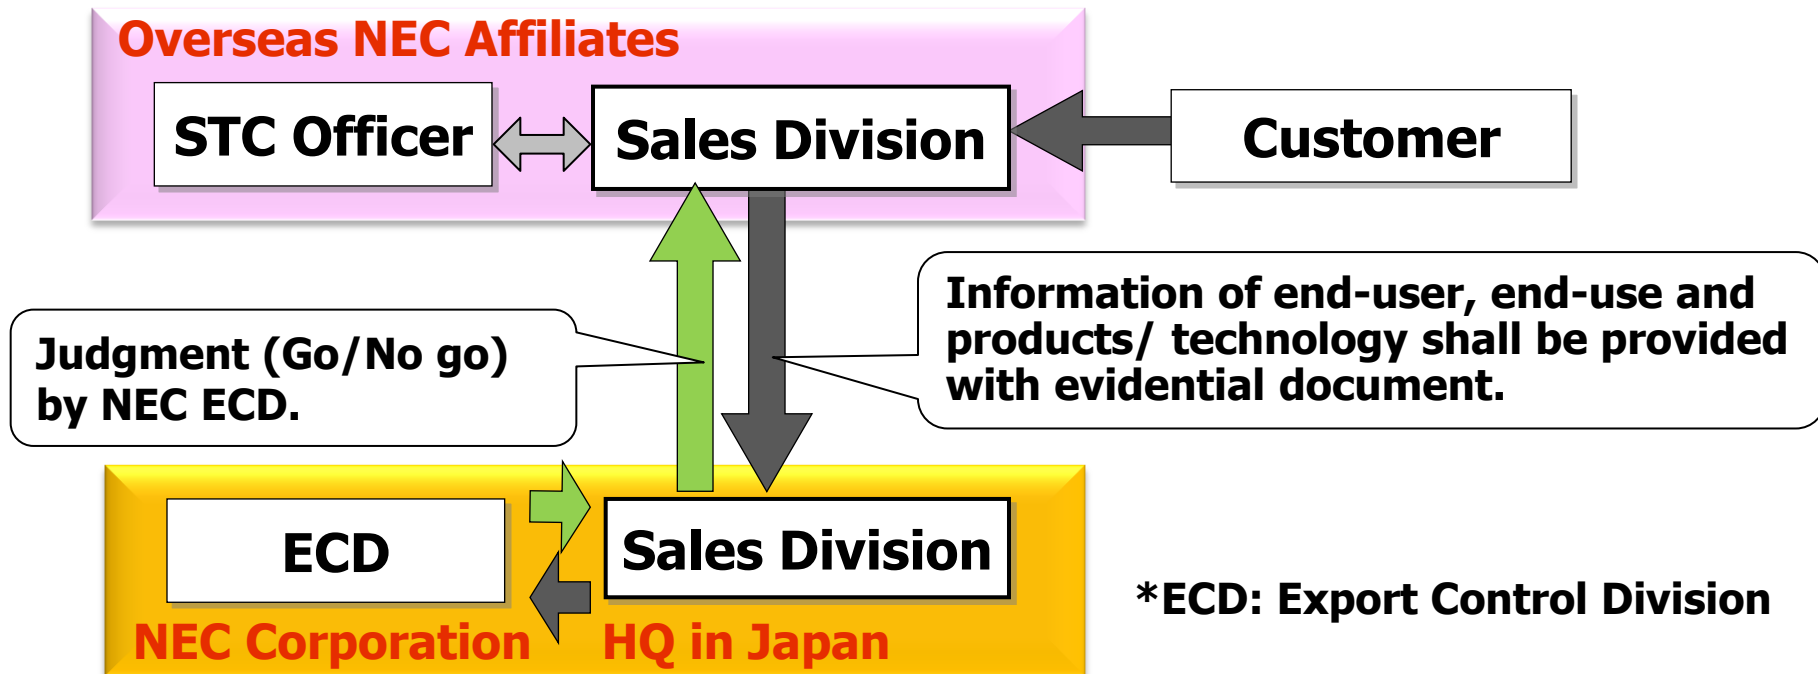 Overseas NEC Affiliates
STC Officer
Sales Division
Customer
Information of end-user, end-use and
products/ technology shall be provided
with evidential document.
Judgment (Go/No go)
by NEC ECD.
ECD
Sales Division
*ECD: Export Control Division
NEC Corporation HQ in Japan